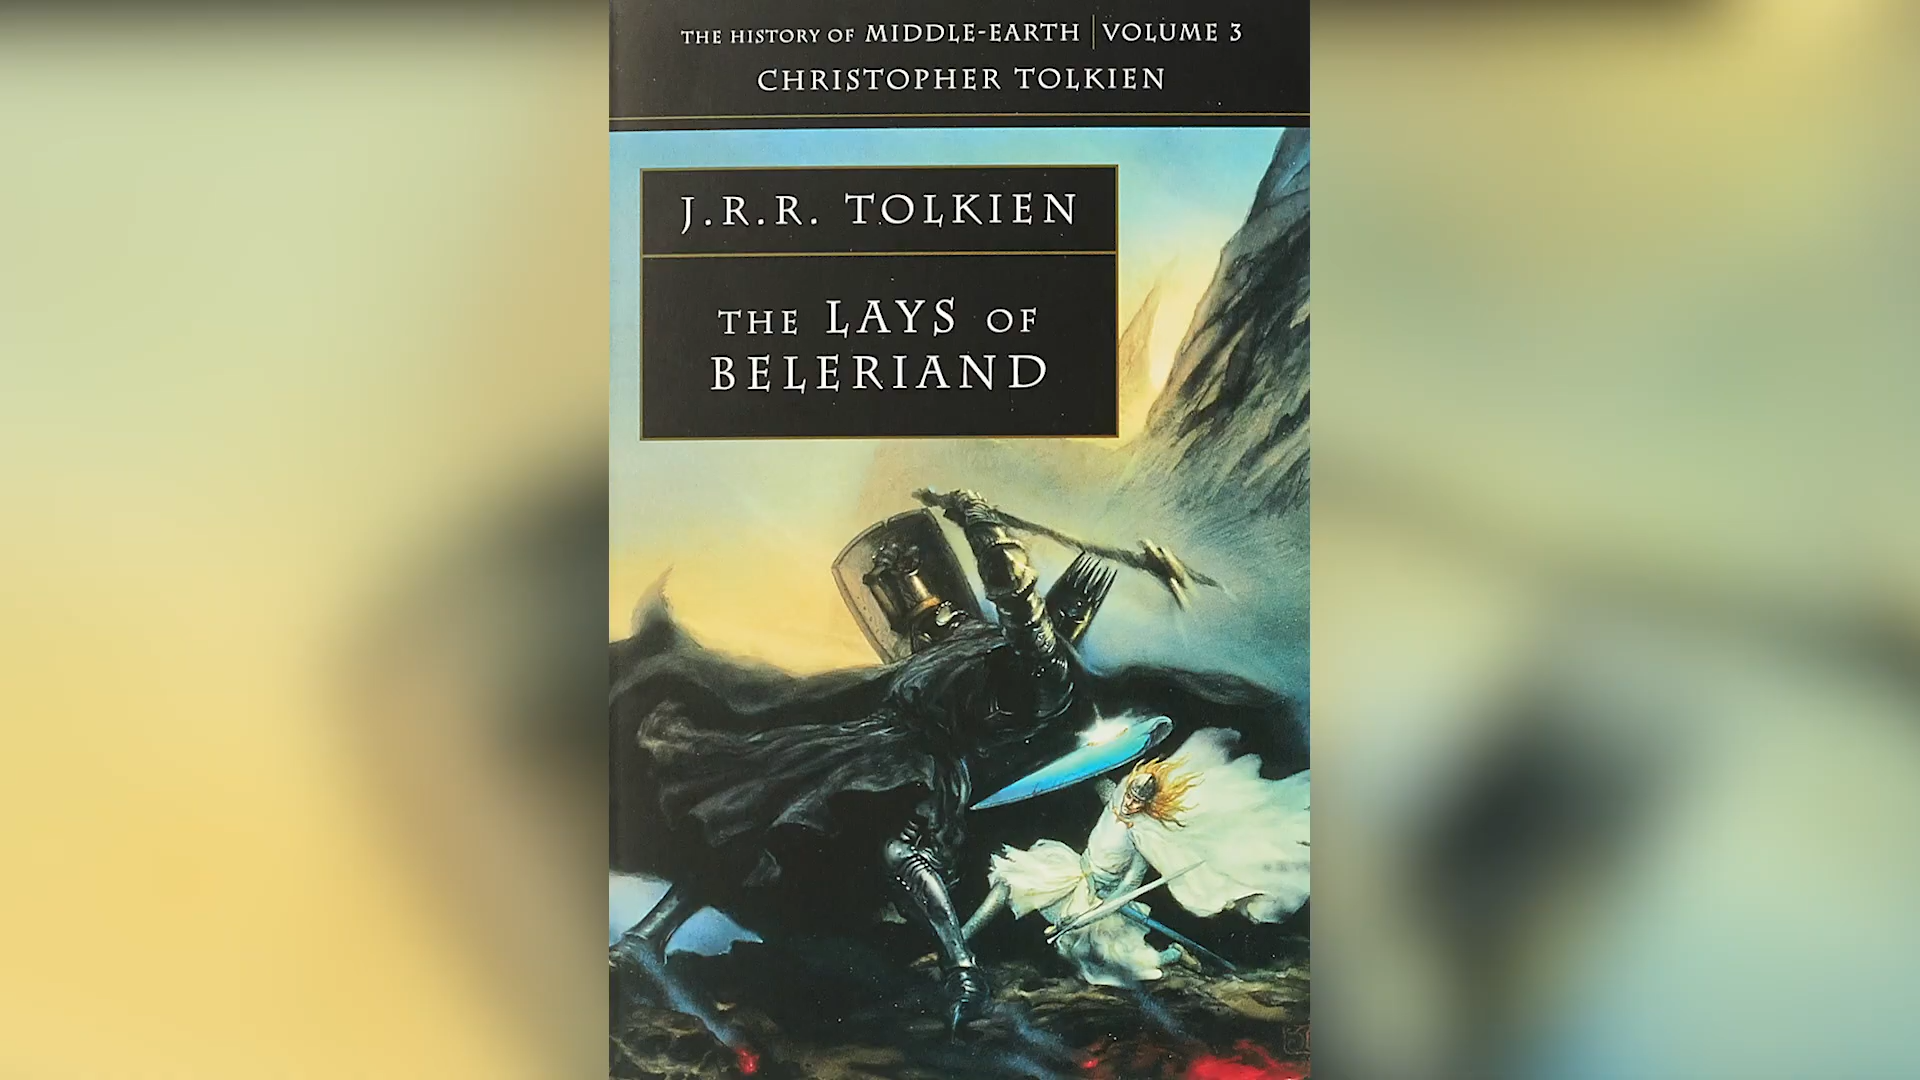 THE HISTORY OF MIDDLE-EARTH | VOLUME 3
CHRISTOPHER TOLKIEN
J.R.R. TOLKIEN
THE LAYS OF
BELERIAND